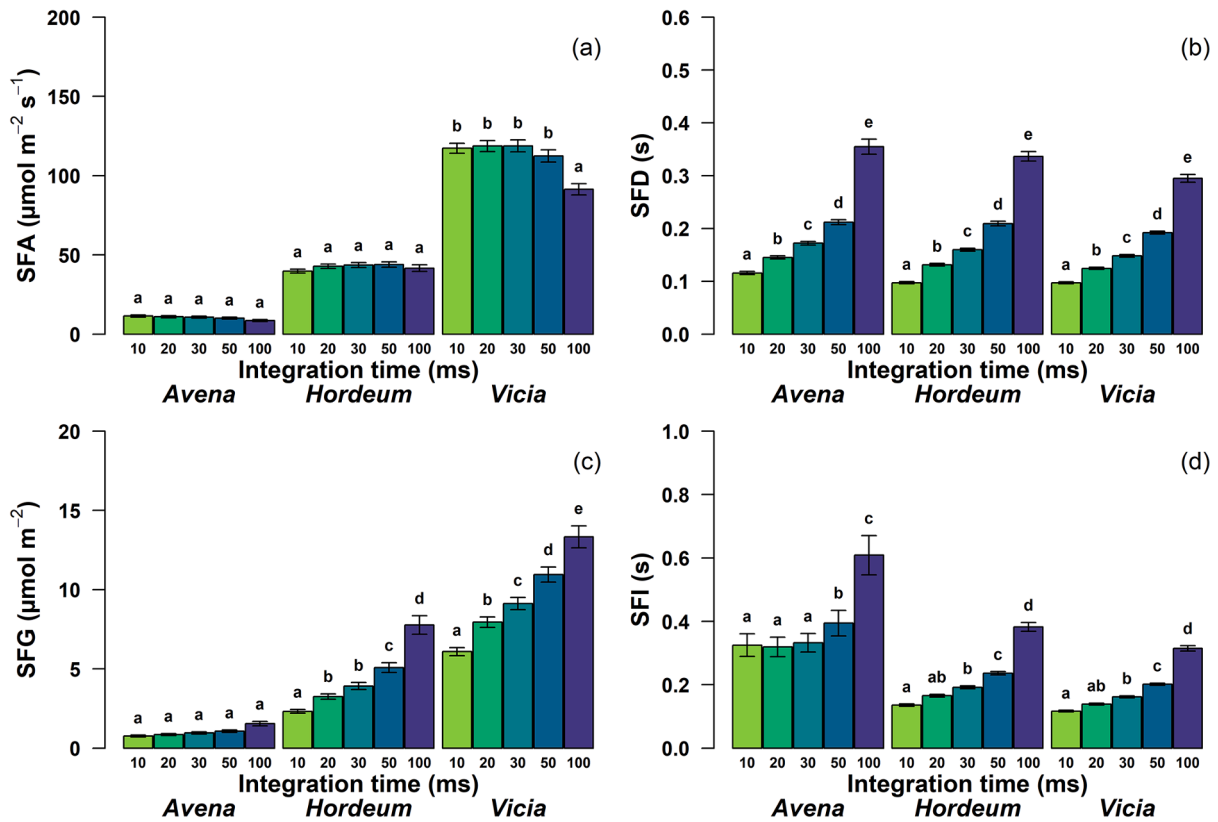 (a)
SFA (µmol m⁻² s⁻¹)
200
150
100
50
0
a a a a a
a a a a a
b b b b a
10 20 30 50 100 10 20 30 50 100 10 20 30 50 100
Integration time (ms)
Avena Hordeum Vicia
(b)
SFD (s)
0.6
0.5
0.4
0.3
0.2
0.1
0.0
a b c d e
a b c d e
a b c d e
10 20 30 50 100 10 20 30 50 100 10 20 30 50 100
Integration time (ms)
Avena Hordeum Vicia
(c)
SFG (µmol m⁻²)
20
15
10
5
0
a a a a a
a b b c d
a b c d e
10 20 30 50 100 10 20 30 50 100 10 20 30 50 100
Integration time (ms)
Avena Hordeum Vicia
(d)
SFI (s)
1.0
0.8
0.6
0.4
0.2
0.0
a a a b c
a ab b c d
a ab b c d
10 20 30 50 100 10 20 30 50 100 10 20 30 50 100
Integration time (ms)
Avena Hordeum Vicia